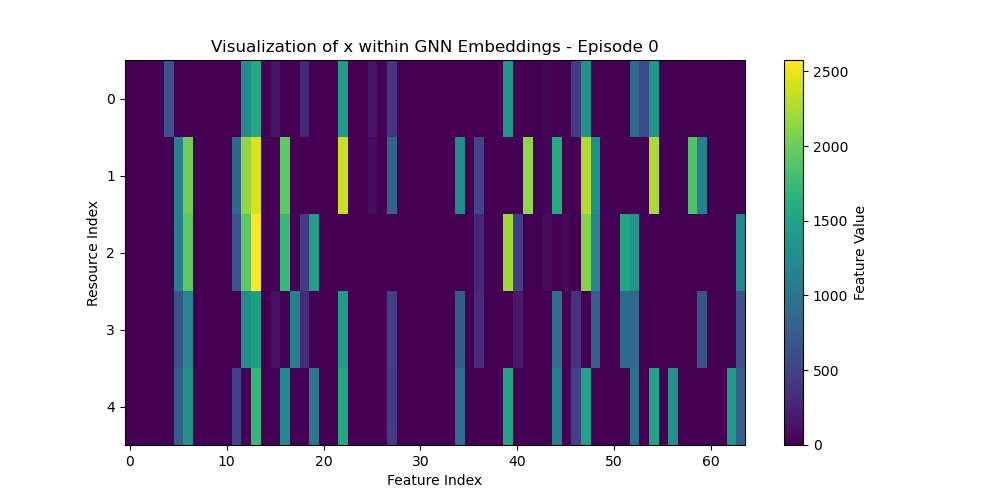 Visualization of x within GNN Embeddings - Episode 0
Resource Index
0
1
2
3
4
0 10 20 30 40 50 60
Feature Index
2500
2000
1500
1000
500
0
Feature Value